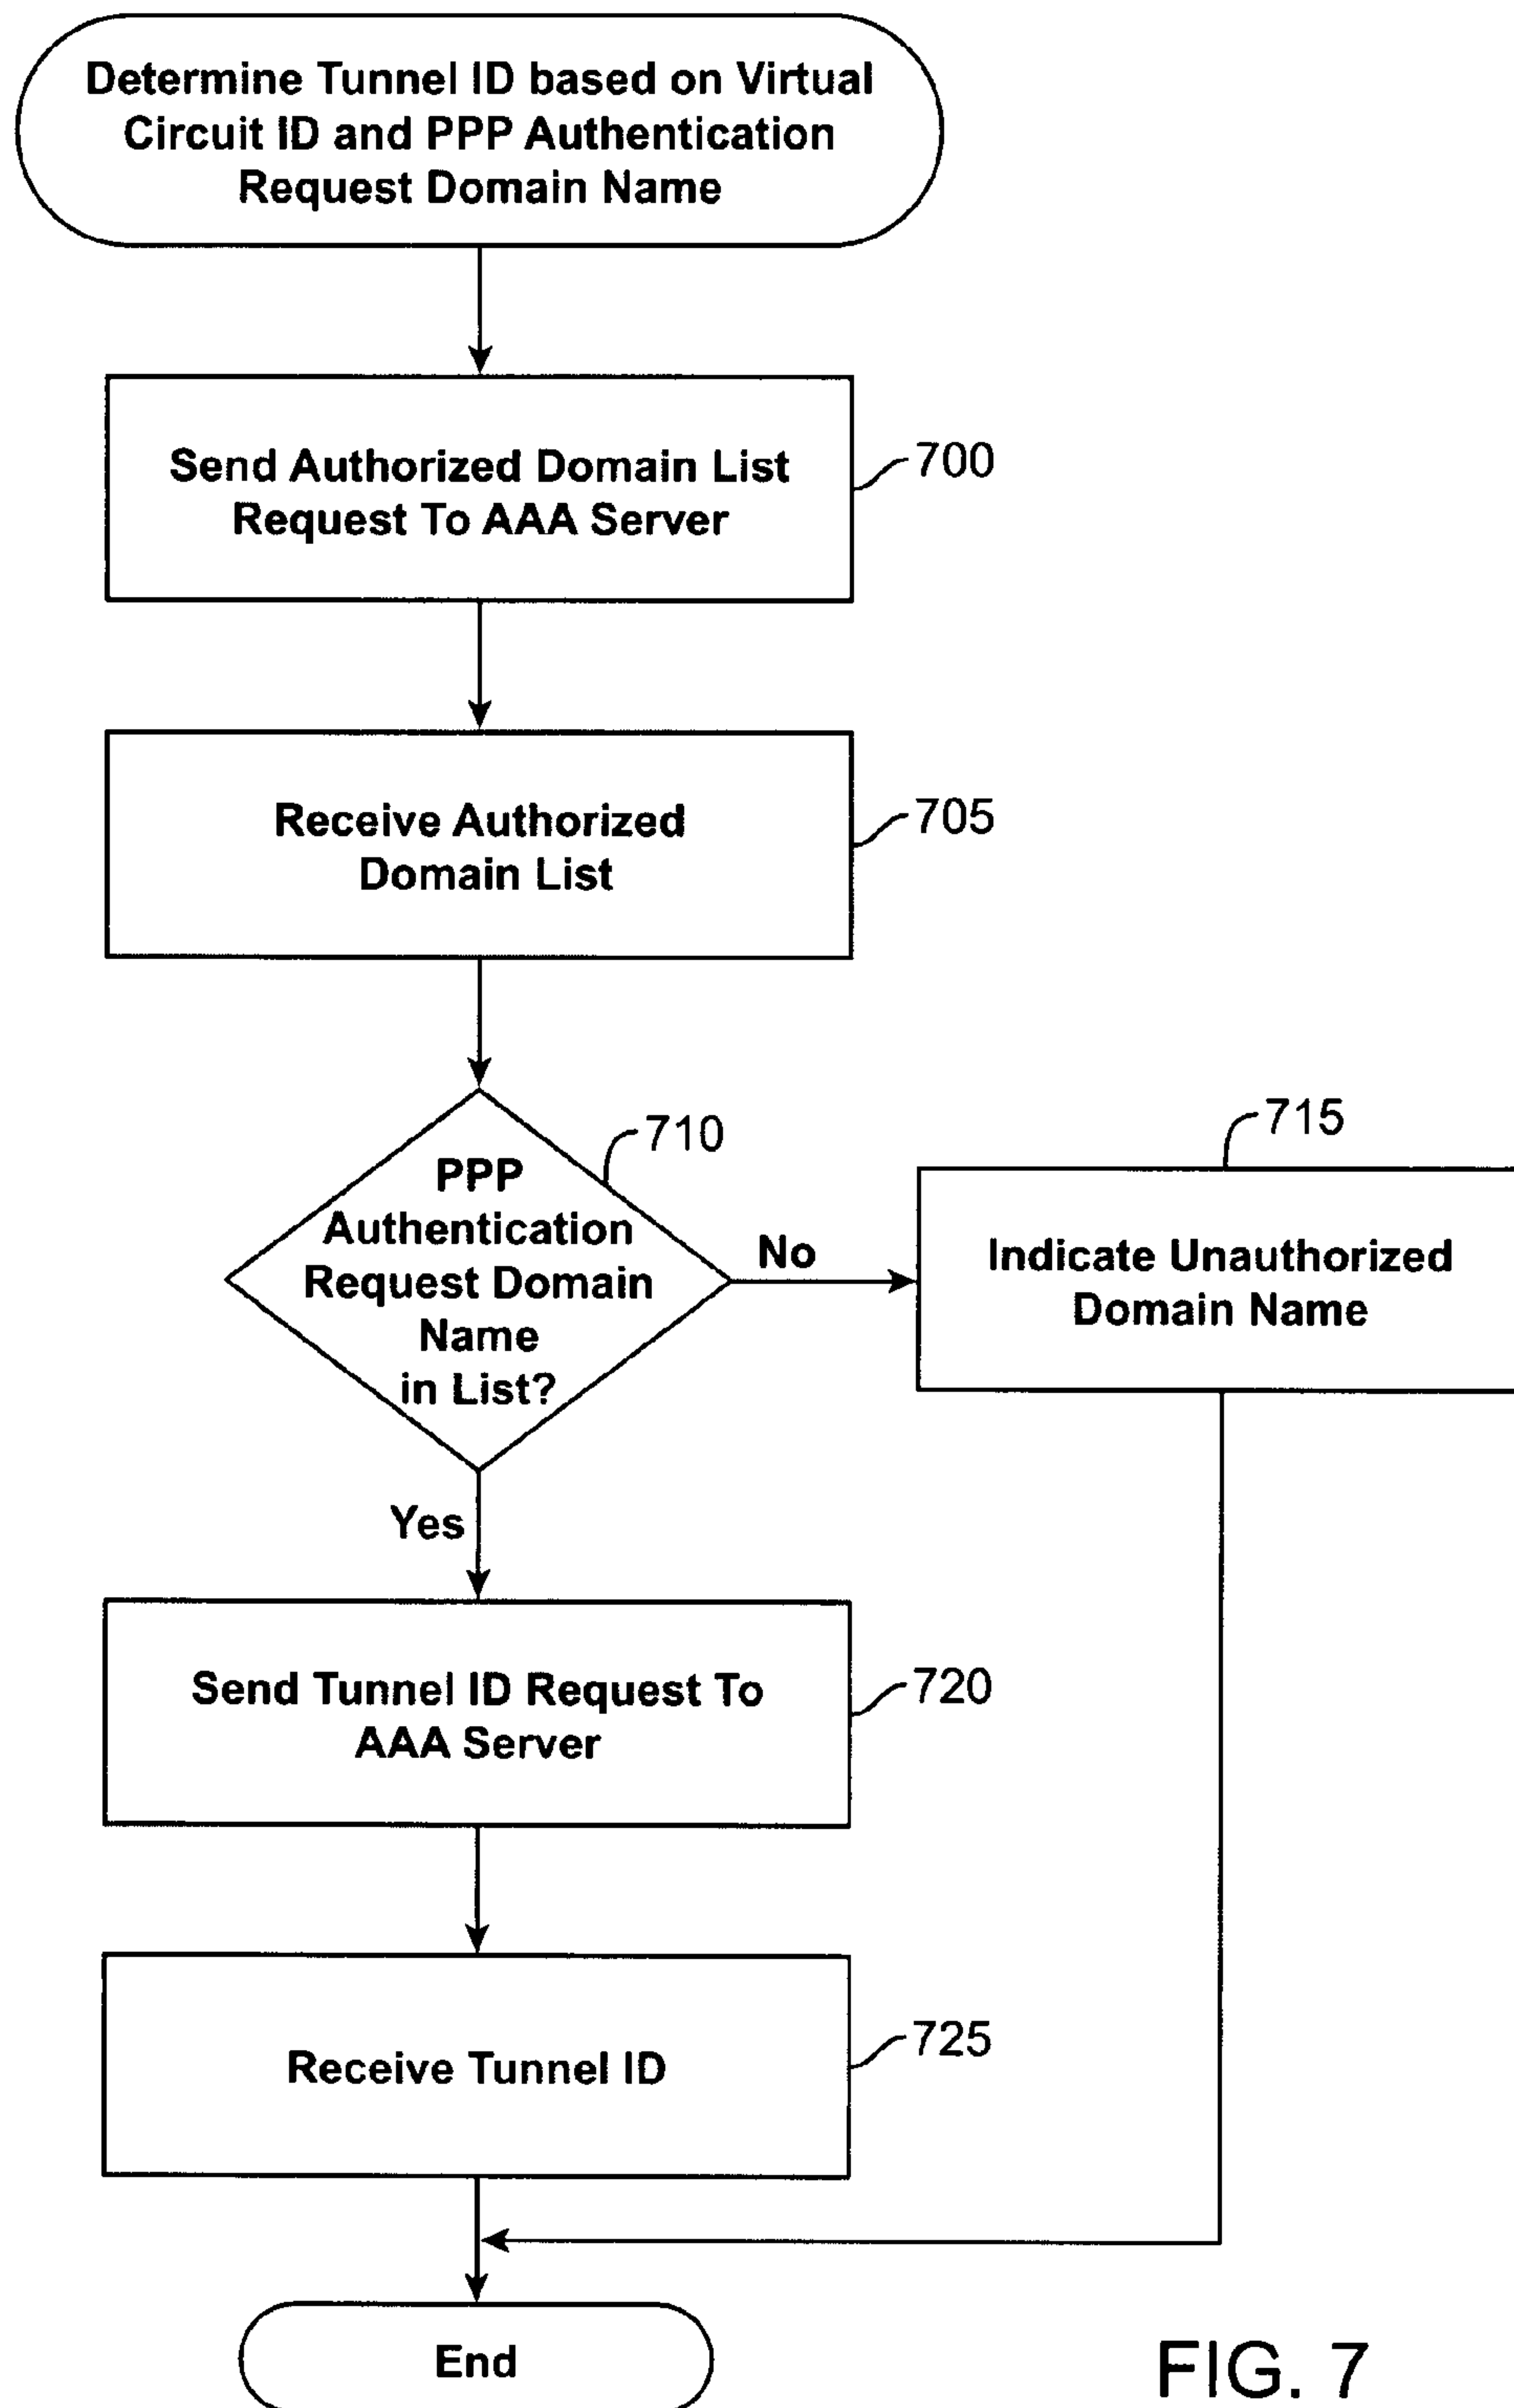 Determine Tunnel ID based on Virtual
Circuit ID and PPP Authentication
Request Domain Name
Send Authorized Domain List
Request To AAA Server
700
Receive Authorized
Domain List
705
PPP
Authentication
Request Domain
Name
in List?
710
No
715
Indicate Unauthorized
Domain Name
Yes
Send Tunnel ID Request To
AAA Server
720
Receive Tunnel ID
725
End
FIG. 7